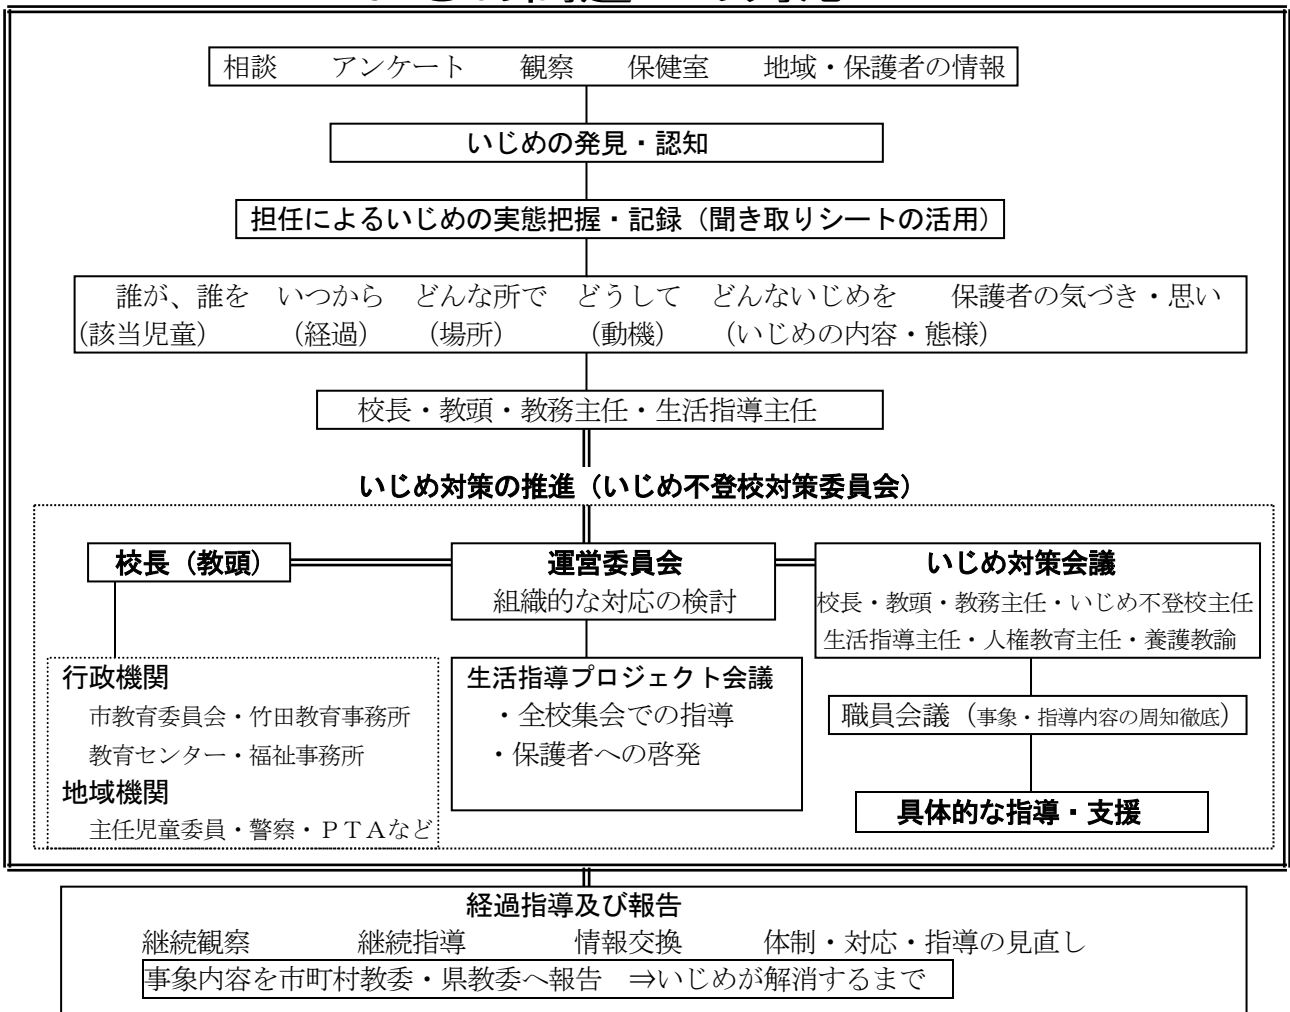 相談　アンケート　観察　保健室　地域・保護者の情報
いじめの発見・認知
担任によるいじめの実態把握・記録（聞き取りシートの活用）
誰が、誰を　いつから　どんな所で　どうして　どんないじめを　保護者の気づき・思い
（該当児童）　（経過）　（場所）　（動機）　（いじめの内容・態様）
校長・教頭・教務主任・生活指導主任
いじめ対策の推進（いじめ不登校対策委員会）
校長（教頭）
運営委員会
組織的な対応の検討
いじめ対策会議
校長・教頭・教務主任・いじめ不登校主任
生活指導主任・人権教育主任・養護教諭
行政機関
市教育委員会・竹田教育事務所
教育センター・福祉事務所
地域機関
主任児童委員・警察・ＰＴＡなど
生活指導プロジェクト会議
・全校集会での指導
・保護者への啓発
職員会議（事象・指導内容の周知徹底）
具体的な指導・支援
経過指導及び報告
継続観察　継続指導　情報交換　体制・対応・指導の見直し
事象内容を市町村教委・県教委へ報告　⇒いじめが解消するまで